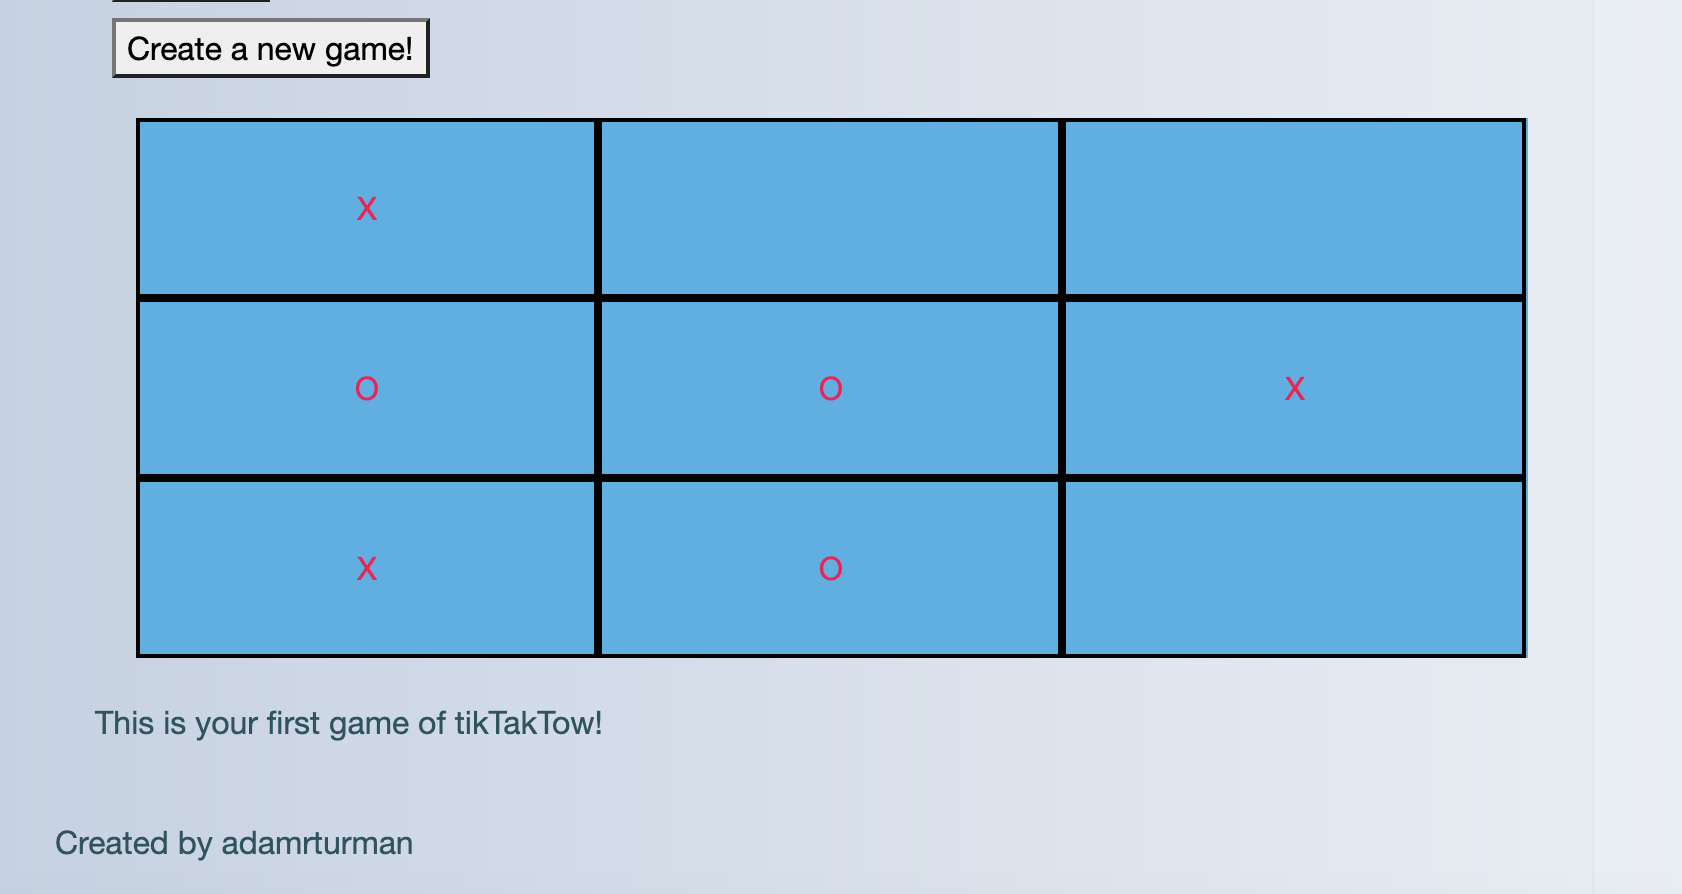 Create a new game!
X
O O X
X O
This is your first game of tikTakTow!
Created by adamrturman